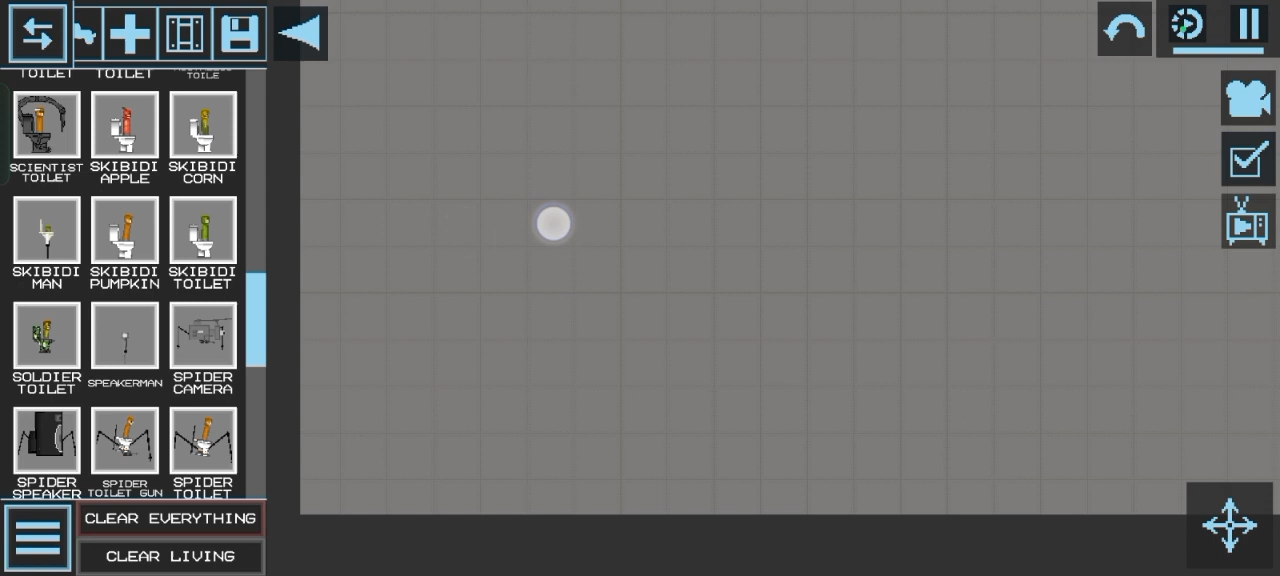 TOILET TOILET TOILE
SCIENTIST TOILET
SKIBIDI APPLE
SKIBIDI CORN
SKIBIDI MAN
SKIBIDI PUMPKIN
SKIBIDI TOILET
SOLDIER TOILET
SPEAKERMAN
SPIDER CAMERA
SPIDER SPEAKER
SPIDER TOILET GUN
SPIDER TOILET
CLEAR EVERYTHING
CLEAR LIVING